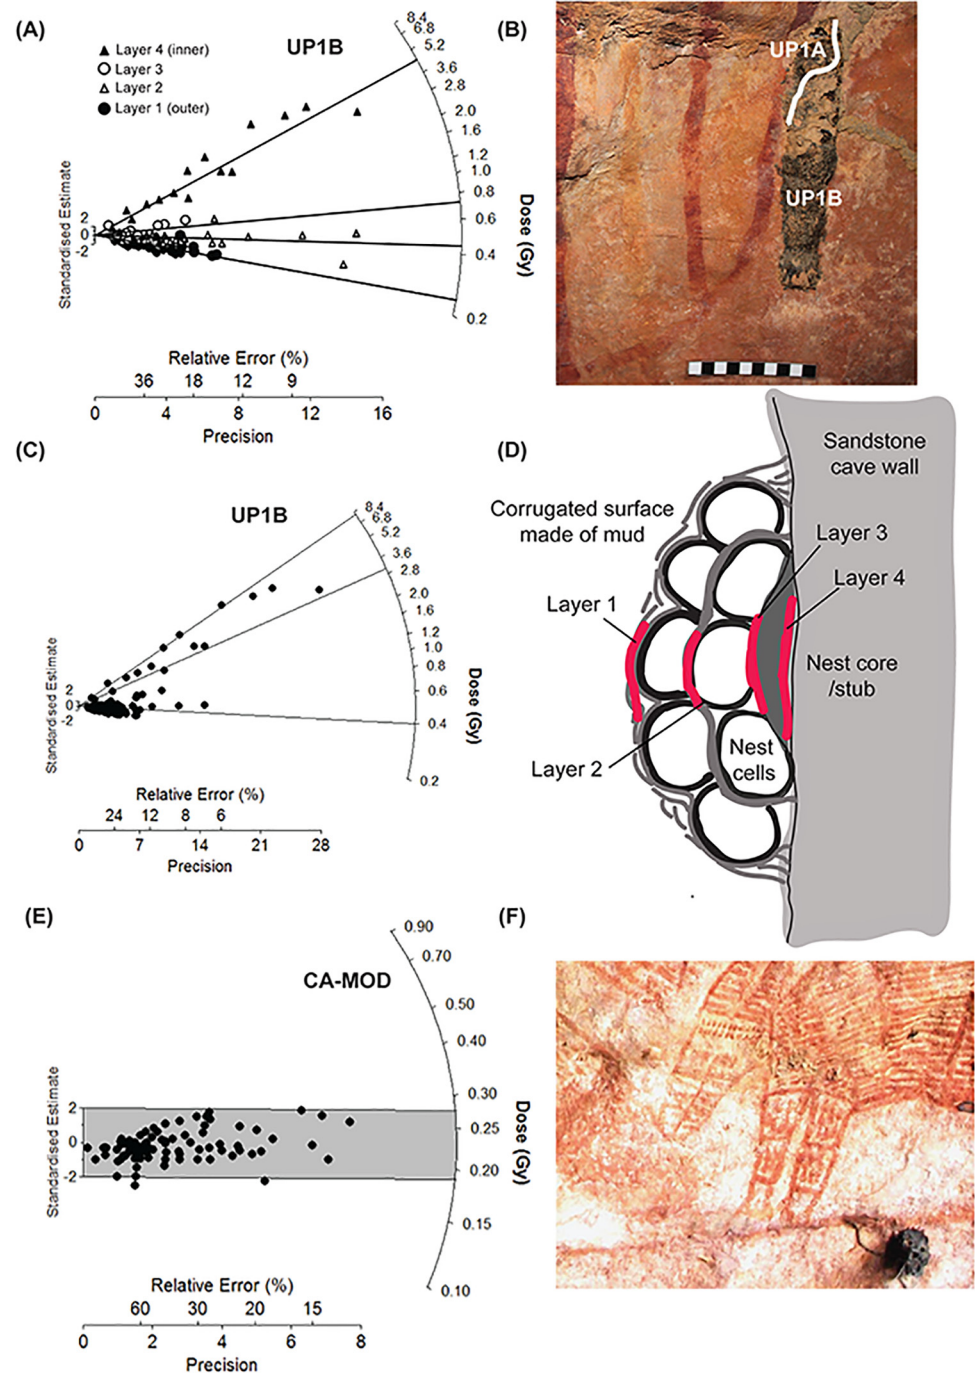 (A)
UP1B
Layer 4 (inner)
Layer 3
Layer 2
Layer 1 (outer)
Standardised Estimate
2
0
-2
8.4
6.8
5.2
3.6
2.8
2.0
1.6
1.2
1.0
0.8
0.6
0.4
0.2
Dose (Gy)
Relative Error (%)
36 18 12 9
0 4 8 12 16
Precision
(B)
UP1A
UP1B
(C)
UP1B
Standardised Estimate
2
0
-2
8.4
6.8
5.2
3.6
2.8
2.0
1.6
1.2
1.0
0.8
0.6
0.4
0.2
Dose (Gy)
Relative Error (%)
24 12 8 6
0 7 14 21 28
Precision
(D)
Sandstone
cave wall
Corrugated surface
made of mud
Layer 3
Layer 4
Layer 1
Nest core
/stub
Layer 2
Nest
cells
(E)
CA-MOD
Standardised Estimate
2
0
-2
0.90
0.70
0.50
0.40
0.30
0.25
0.20
0.15
0.10
Dose (Gy)
Relative Error (%)
60 30 20 15
0 2 4 6 8
Precision
(F)